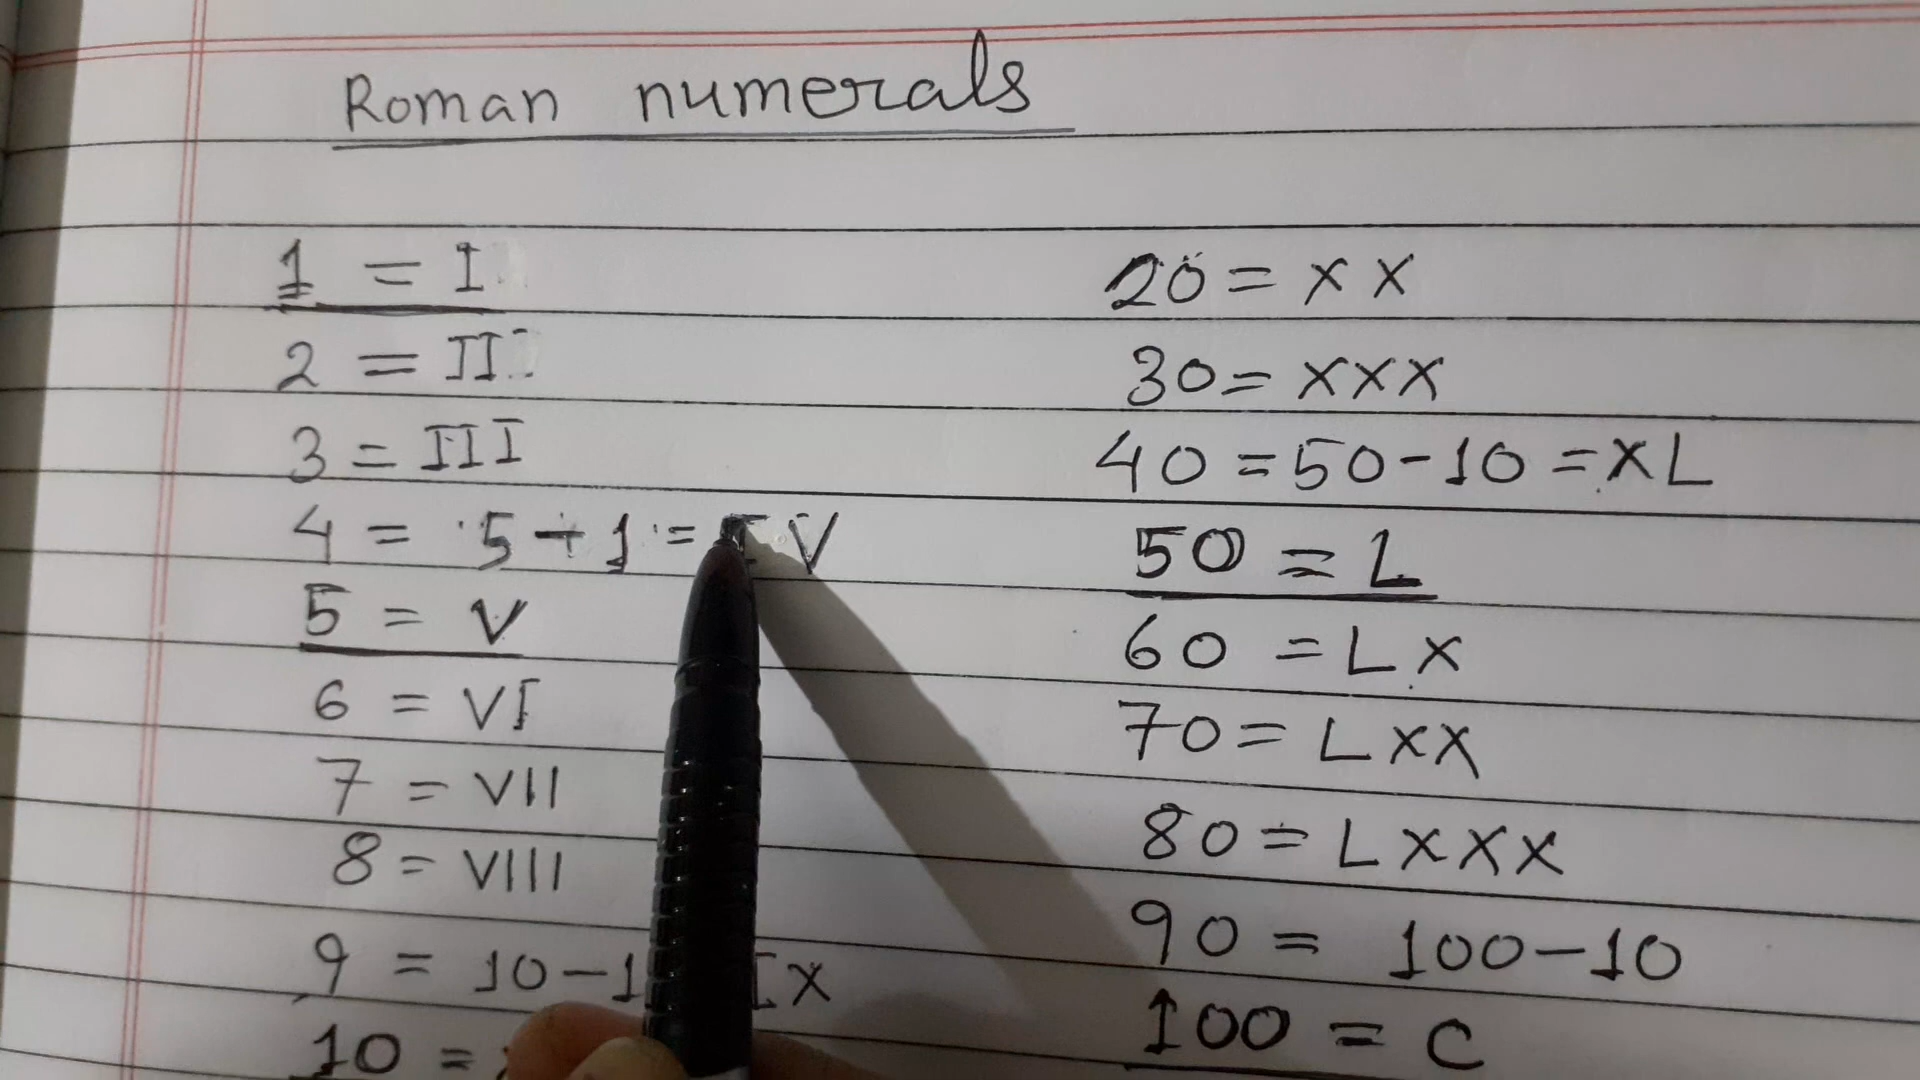 Roman numerals
1 = I
2 = II
3 = III
4 = 5+1 = IV
5 = V
6 = VI
7 = VII
8 = VIII
9 = 10-1 IX
10 =
20 = XX
30 = XXX
40 = 50-10 = XL
50 = L
60 = LX
70 = LXX
80 = LXXX
90 = 100-10
100 = C